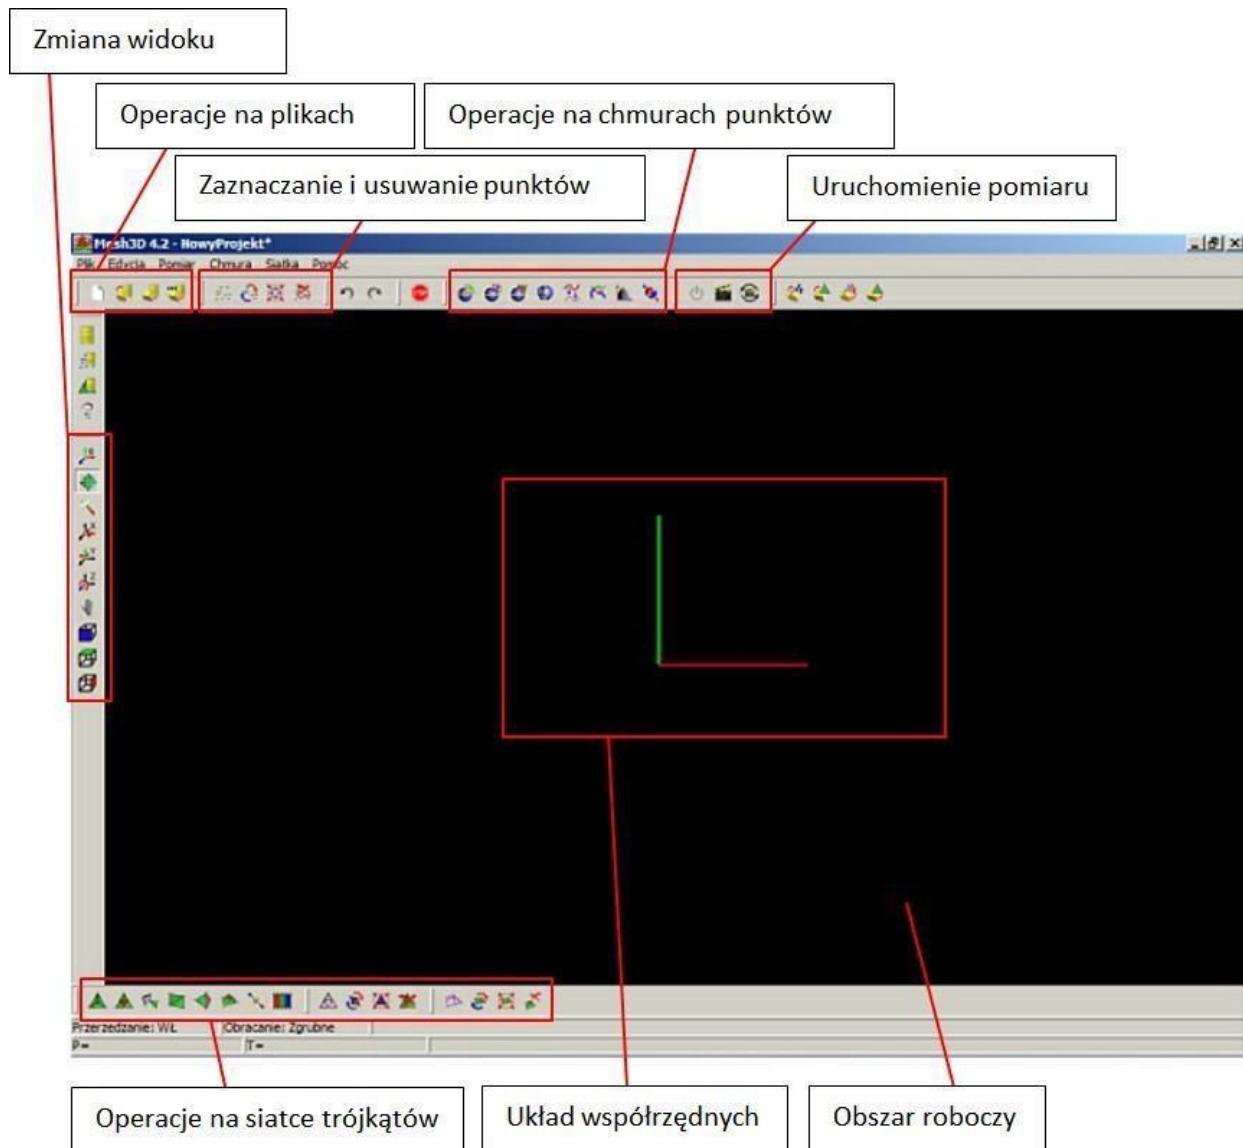 Zmiana widoku
Operacje na plikach
Operacje na chmurach punktów
Zaznaczanie i usuwanie punktów
Uruchomienie pomiaru
Mesh3D 4.2 - NowyProjekt*
Plik Edycja Pomiar Chmura Siatka Pomoc
Przerzedzanie: WŁ Obracanie: Zgrubne
P= T=
Operacje na siatce trójkątów
Układ współrzędnych
Obszar roboczy